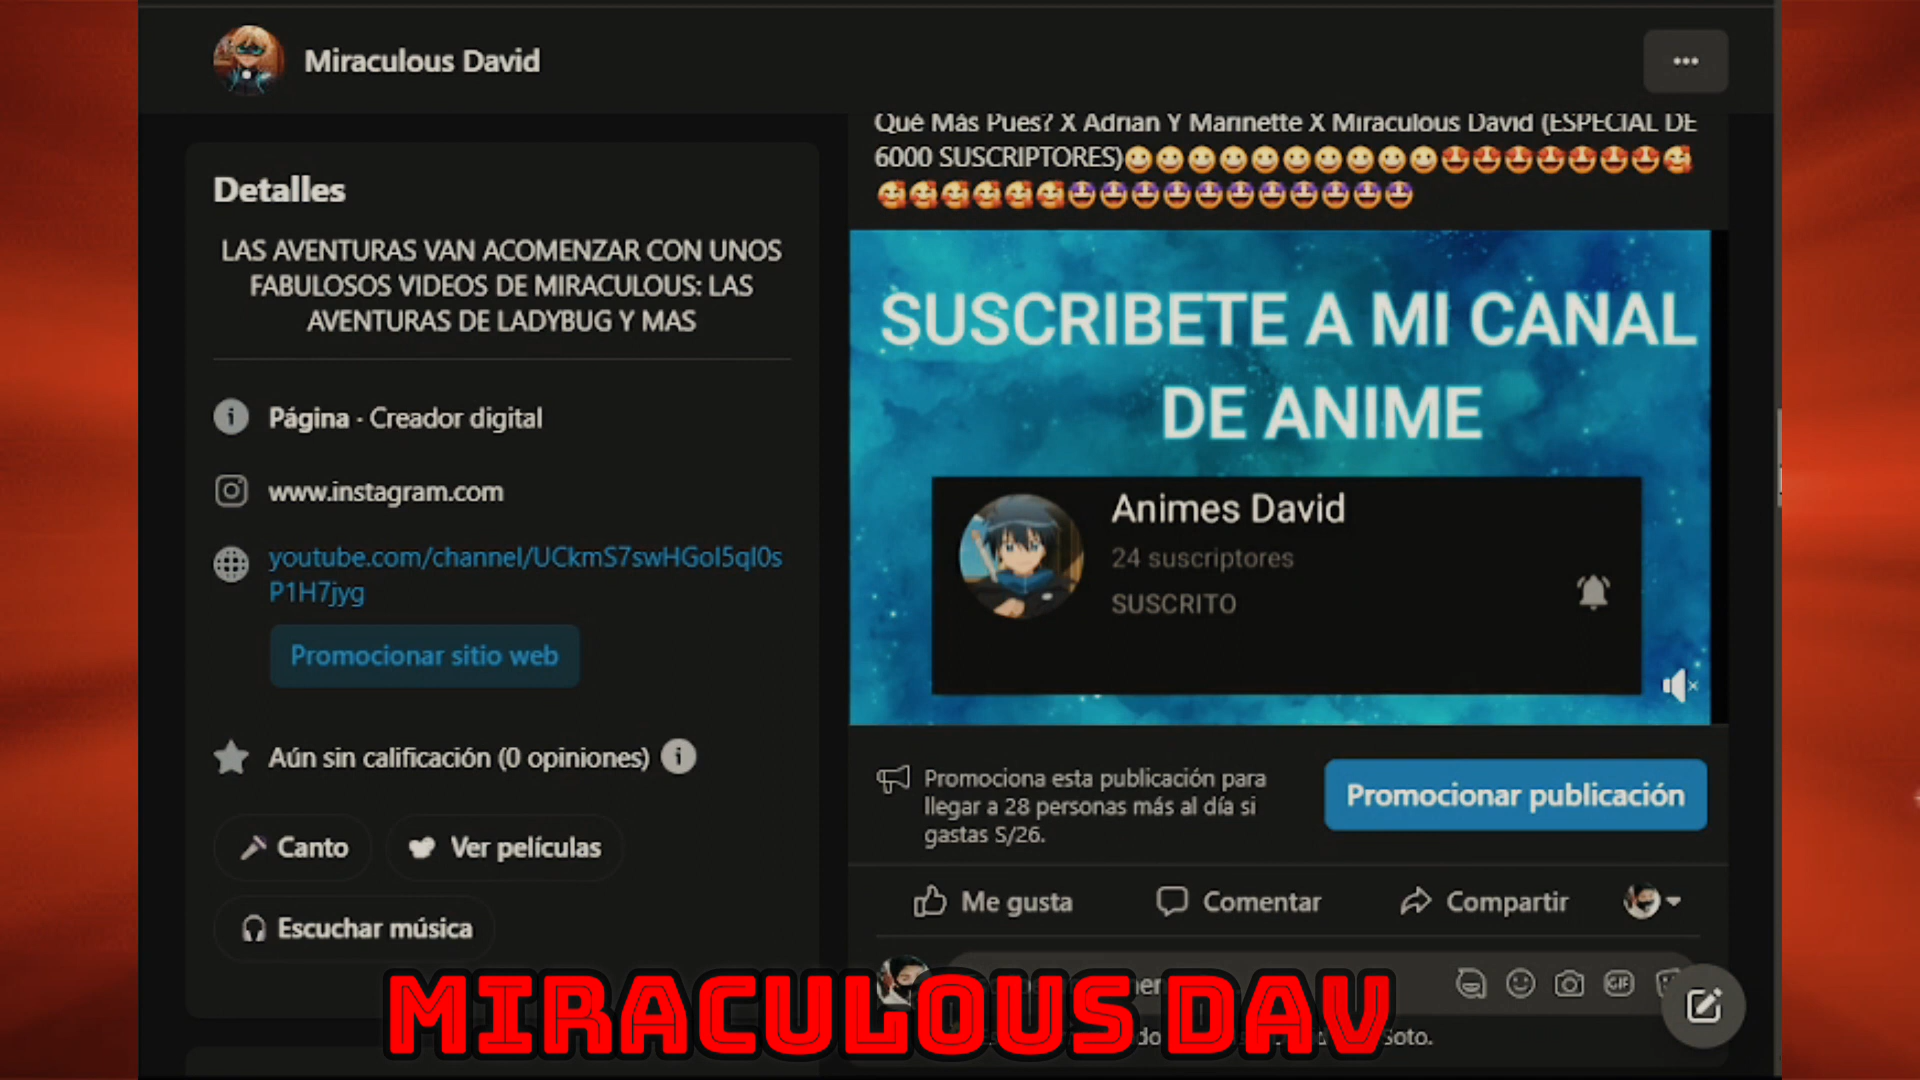 Miraculous David
Detalles
LAS AVENTURAS VAN ACOMENZAR CON UNOS
FABULOSOS VIDEOS DE MIRACULOUS: LAS
AVENTURAS DE LADYBUG Y MAS
Página · Creador digital
www.instagram.com
youtube.com/channel/UCkmS7swHGoI5qI0s
P1H7jyg
Promocionar sitio web
Aún sin calificación (0 opiniones)
Canto
Ver películas
Escuchar música
Qué Más Pues? X Adrian Y Marinette X Miraculous David (ESPECIAL DE
6000 SUSCRIPTORES)😀😀😀😀😀😀😀😀😀😀😍😍😍😍😍😍😍🥰
🥰🥰🥰🥰🥰🥰🤩🤩🤩🤩🤩🤩🤩🤩🤩🤩🤩
SUSCRIBETE A MI CANAL
DE ANIME
Animes David
24 suscriptores
SUSCRITO
Promociona esta publicación para
llegar a 28 personas más al día si
gastas S/26.
Promocionar publicación
Me gusta
Comentar
Compartir
GIF
Soto.
MIRACULOUS DAV